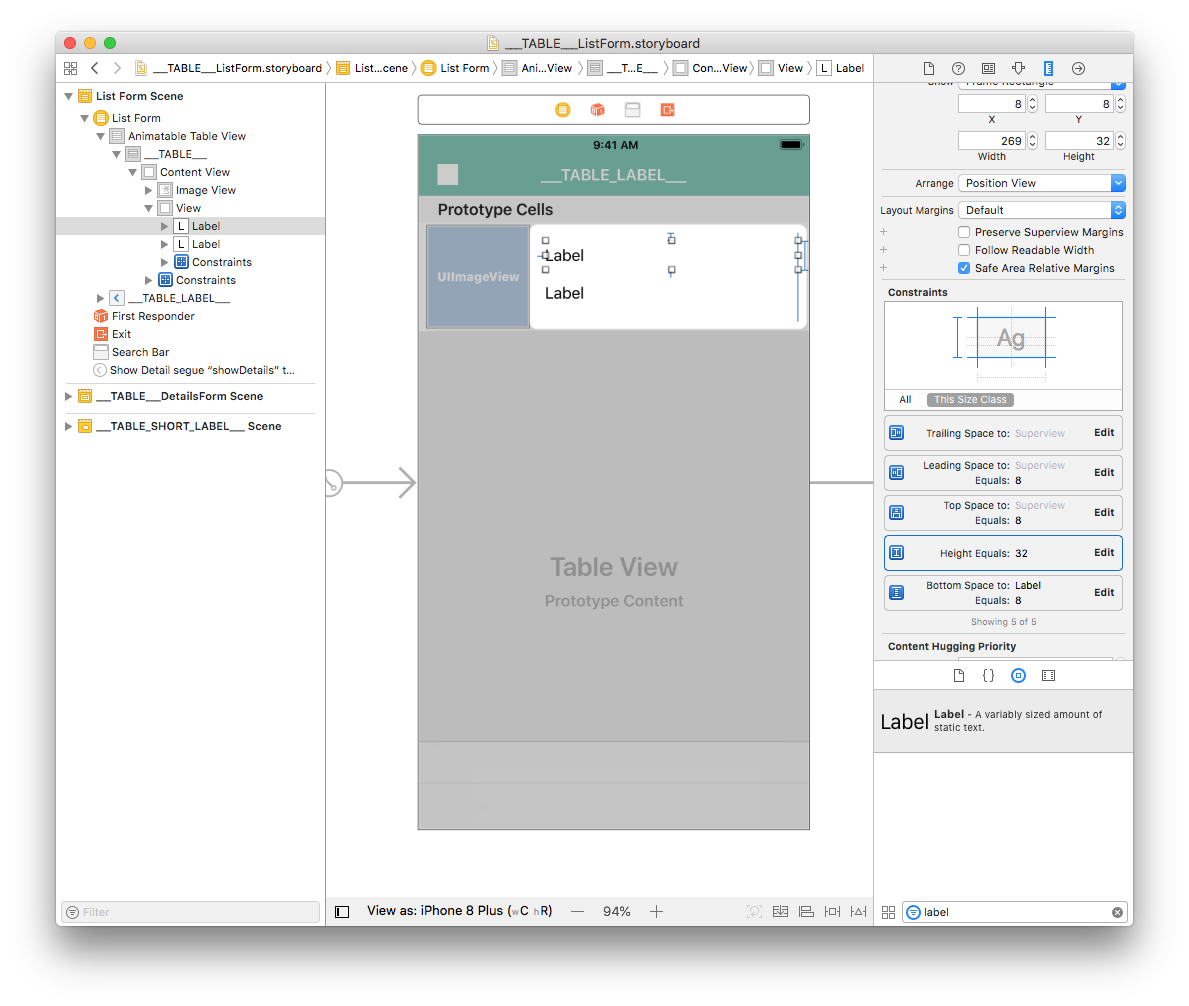 ___TABLE___ListForm.storyboard
___TABLE___ListForm.storyboard
List...cene
List Form
Ani...View
___T...E___
Con...View
View
L Label
List Form Scene
List Form
Animatable Table View
___TABLE___
Content View
Image View
View
L Label
L Label
Constraints
Constraints
___TABLE_LABEL___
First Responder
Exit
Search Bar
Show Detail segue “showDetails” t...
___TABLE___DetailsForm Scene
___TABLE_SHORT_LABEL___ Scene
Filter
9:41 AM
___TABLE_LABEL___
Prototype Cells
UIImageView
Label
Label
Table View
Prototype Content
View as: iPhone 8 Plus (wC hR)
94%
Frame Rectangle
8
8
X
Y
269
32
Width
Height
Arrange
Position View
Layout Margins
Default
Preserve Superview Margins
Follow Readable Width
Safe Area Relative Margins
Constraints
Ag
All
This Size Class
Trailing Space to: Superview
Edit
Leading Space to: Superview
Equals: 8
Edit
Top Space to: Superview
Equals: 8
Edit
Height Equals: 32
Edit
Bottom Space to: Label
Equals: 8
Edit
Showing 5 of 5
Content Hugging Priority
Label
Label - A variably sized amount of
static text.
label